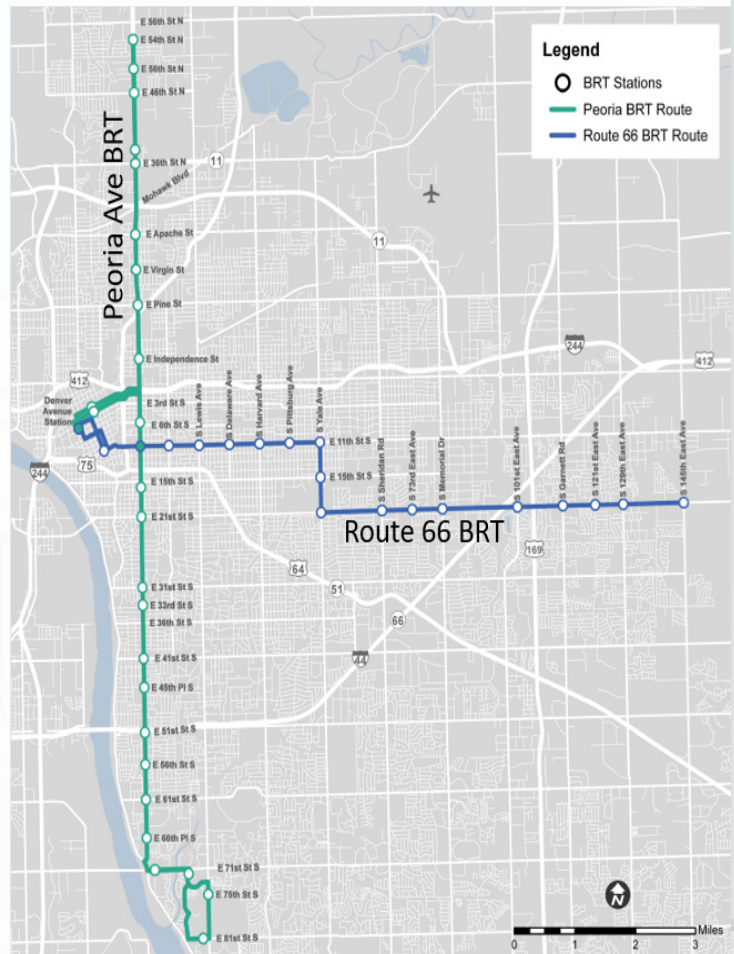 E 56th St N
E 54th St N
E 56th St N
E 46th St N
Peoria Ave BRT
E 36th St N
11
Mohawk Blvd
Legend
BRT Stations
Peoria BRT Route
Route 66 BRT Route
E Apache St
11
E Virgin St
E Pine St
244
E Independence St
412
412
Denver
Avenue
Station
E 3rd St S
E 6th St S
S Lewis Ave
S Delaware Ave
S Harvard Ave
S Pittsburg Ave
S Yale Ave
E 11th St S
S Sheridan Rd
S 73rd East Ave
S Memorial Dr
S 101st East Ave
S Garnett Rd
S 121st East Ave
S 129th East Ave
S 145th East Ave
244
75
E 15th St S
E 15th St S
E 21st St S
Route 66 BRT
169
64
51
66
44
E 31st St S
E 33rd St S
E 36th St S
E 41st St S
E 45th Pl S
E 51st St S
E 56th St S
E 61st St S
E 66th Pl S
E 71st St S
E 75th St S
E 81st St S
N
0 1 2 3 Miles